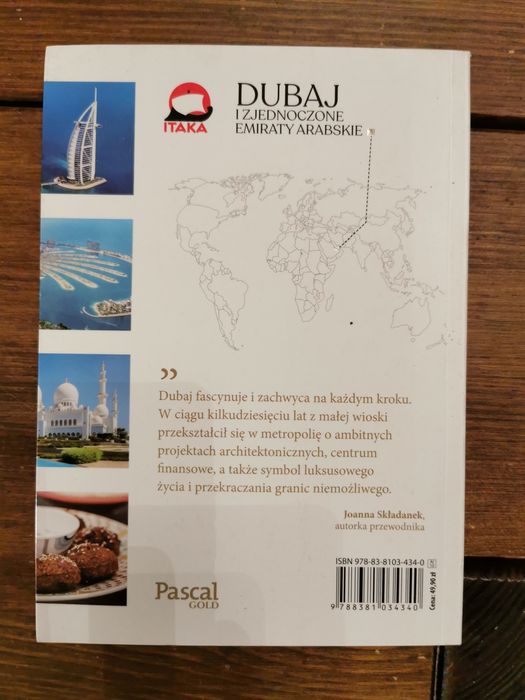 ITAKA
DUBAJ
I ZJEDNOCZONE
EMIRATY ARABSKIE
”
Dubaj fascynuje i zachwyca na każdym kroku.
W ciągu kilkudziesięciu lat z małej wioski
przekształcił się w metropolię o ambitnych
projektach architektonicznych, centrum
finansowe, a także symbol luksusowego
życia i przekraczania granic niemożliwego.
Joanna Składanek,
autorka przewodnika
ISBN 978-83-8103-434-0
9 788381 034340
Cena: 49,90 zł
Pascal
GOLD